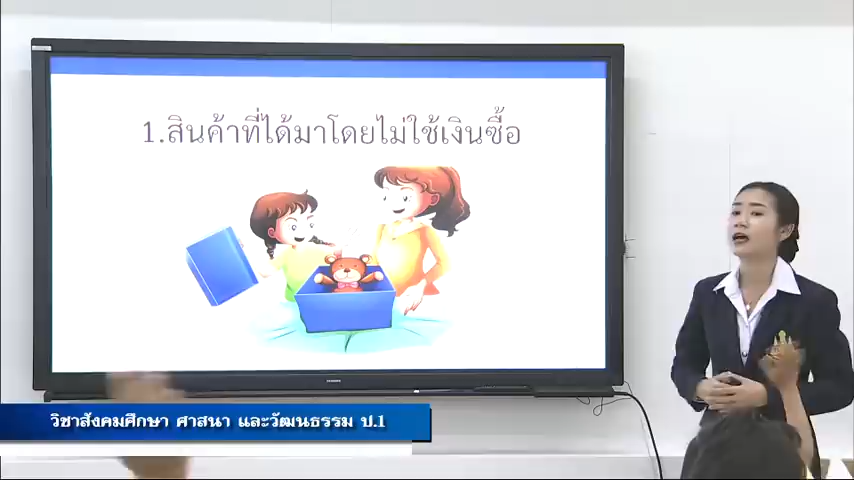 1.สินค้าที่ได้มาโดยไม่ใช้เงินซื้อ
วิชาสังคมศึกษา ศาสนา และวัฒนธรรม ป.1